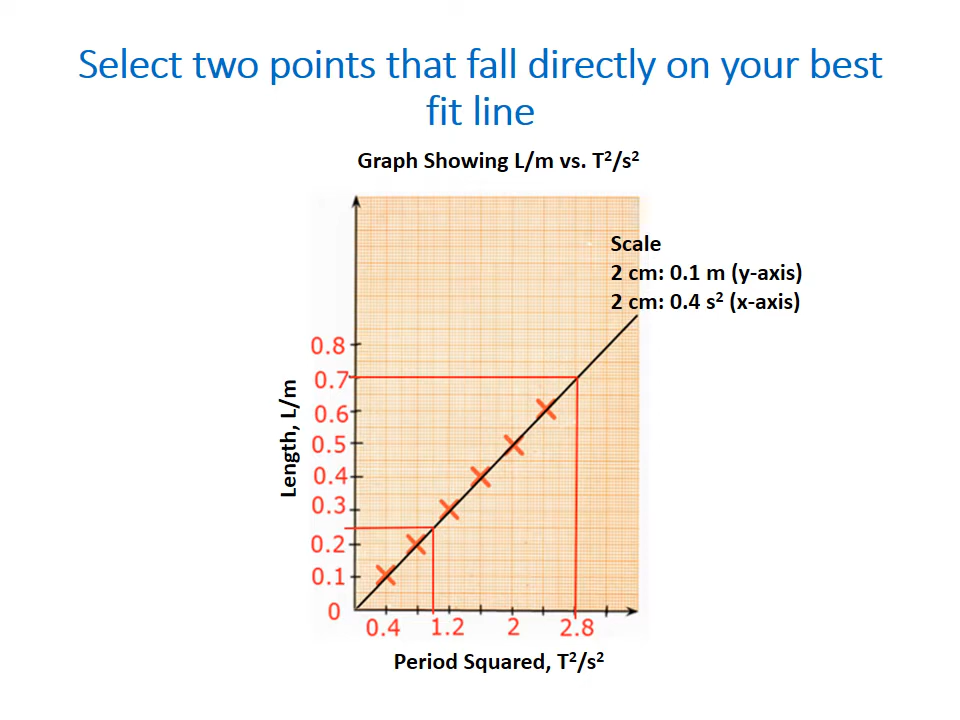 Select two points that fall directly on your best
fit line
Graph Showing L/m vs. T²/s²
Scale
2 cm: 0.1 m (y-axis)
2 cm: 0.4 s² (x-axis)
0.8
0.7
0.6
0.5
0.4
0.3
0.2
0.1
0
Length, L/m
0.4 1.2 2 2.8
Period Squared, T²/s²